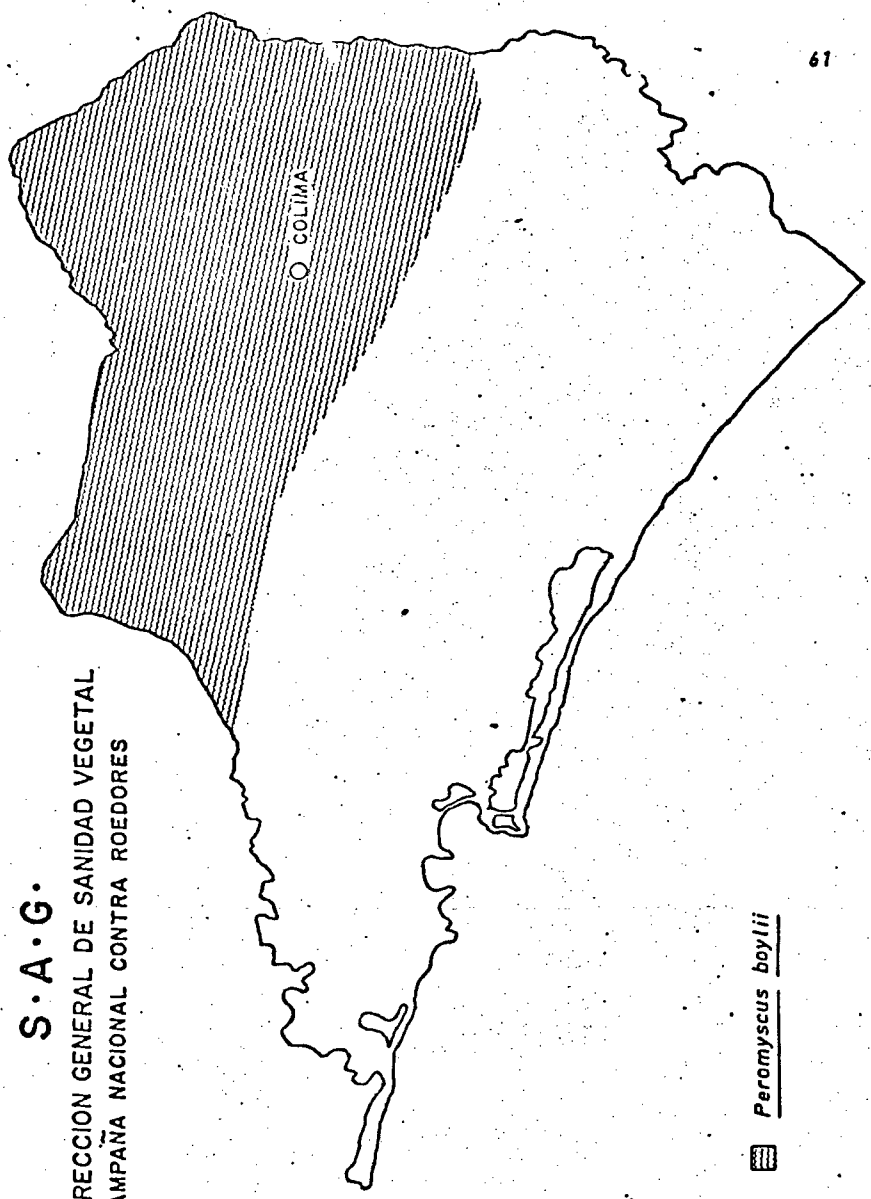 61
S·A·G·
RECCION GENERAL DE SANIDAD VEGETAL
AMPAÑA NACIONAL CONTRA ROEDORES
COLIMA
Peromyscus boylii